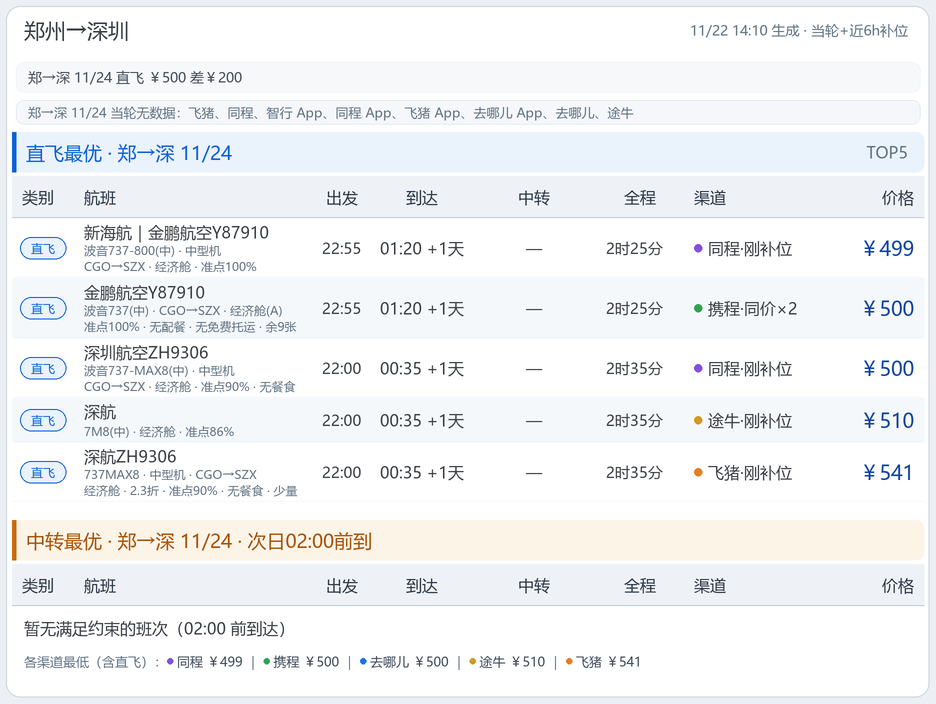 郑州→深圳
11/22 14:10 生成 · 当轮+近6h补位
郑→深 11/24 直飞 ￥500 差￥200
郑→深 11/24 当轮无数据：飞猪、同程、智行 App、同程 App、飞猪 App、去哪儿 App、去哪儿、途牛
直飞最优 · 郑→深 11/24 TOP5
类别 航班 出发 到达 中转 全程 渠道 价格
新海航｜金鹏航空Y87910
波音737-800(中) · 中型机
CGO→SZX · 经济舱 · 准点100%
直飞 22:55 01:20 +1天 — 2时25分 同程·刚补位 ￥499
金鹏航空Y87910
波音737(中) · CGO→SZX · 经济舱(A)
准点100% · 无配餐 · 无免费托运 · 余9张
直飞 22:55 01:20 +1天 — 2时25分 携程·同价×2 ￥500
深圳航空ZH9306
波音737-MAX8(中) · 中型机
CGO→SZX · 经济舱 · 准点90% · 无餐食
直飞 22:00 00:35 +1天 — 2时35分 同程·刚补位 ￥500
深航
7M8(中) · 经济舱 · 准点86%
直飞 22:00 00:35 +1天 — 2时35分 途牛·刚补位 ￥510
深航ZH9306
737MAX8 · 中型机 · CGO→SZX
经济舱 · 2.3折 · 准点90% · 无餐食 · 少量
直飞 22:00 00:35 +1天 — 2时35分 飞猪·刚补位 ￥541
中转最优 · 郑→深 11/24 · 次日02:00前到
类别 航班 出发 到达 中转 全程 渠道 价格
暂无满足约束的班次（02:00 前到达）
各渠道最低（含直飞）: 同程 ￥499 | 携程 ￥500 | 去哪儿 ￥500 | 途牛 ￥510 | 飞猪 ￥541